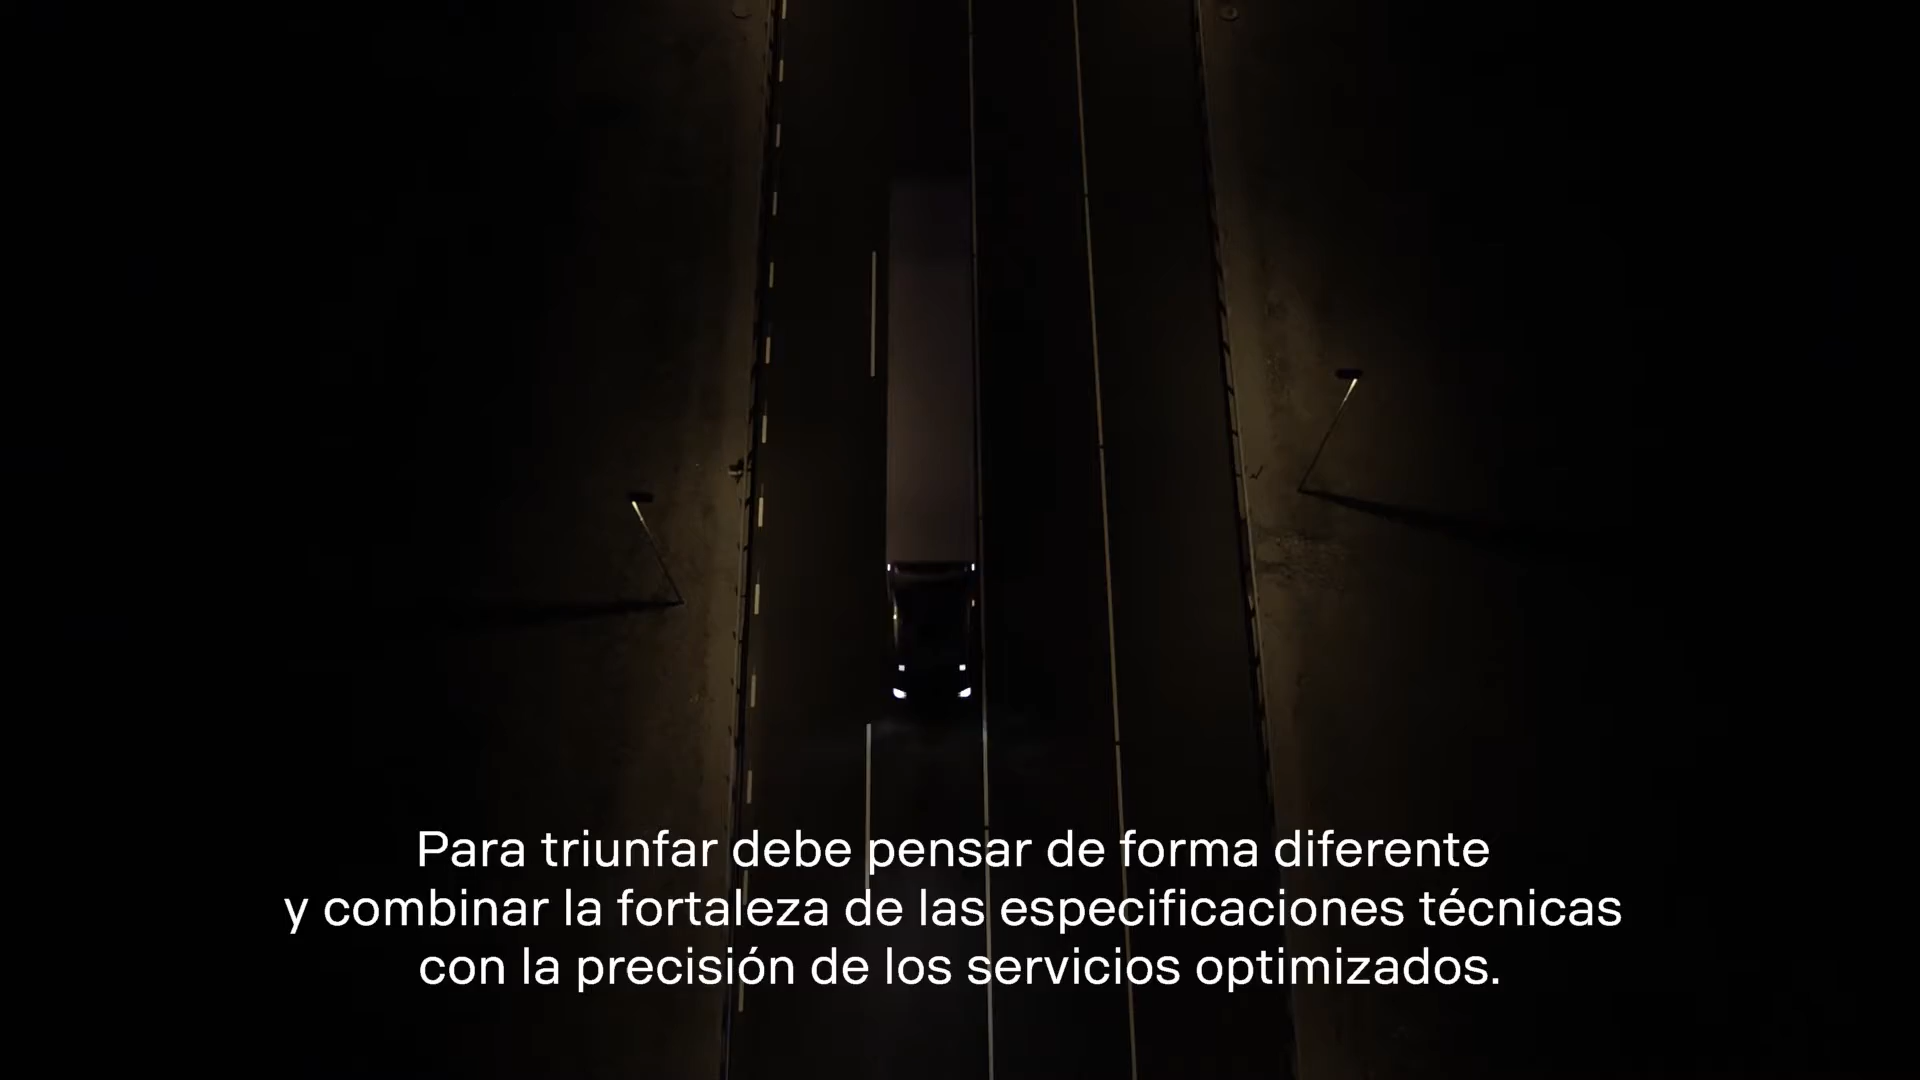 Para triunfar debe pensar de forma diferente
y combinar la fortaleza de las especificaciones técnicas
con la precisión de los servicios optimizados.